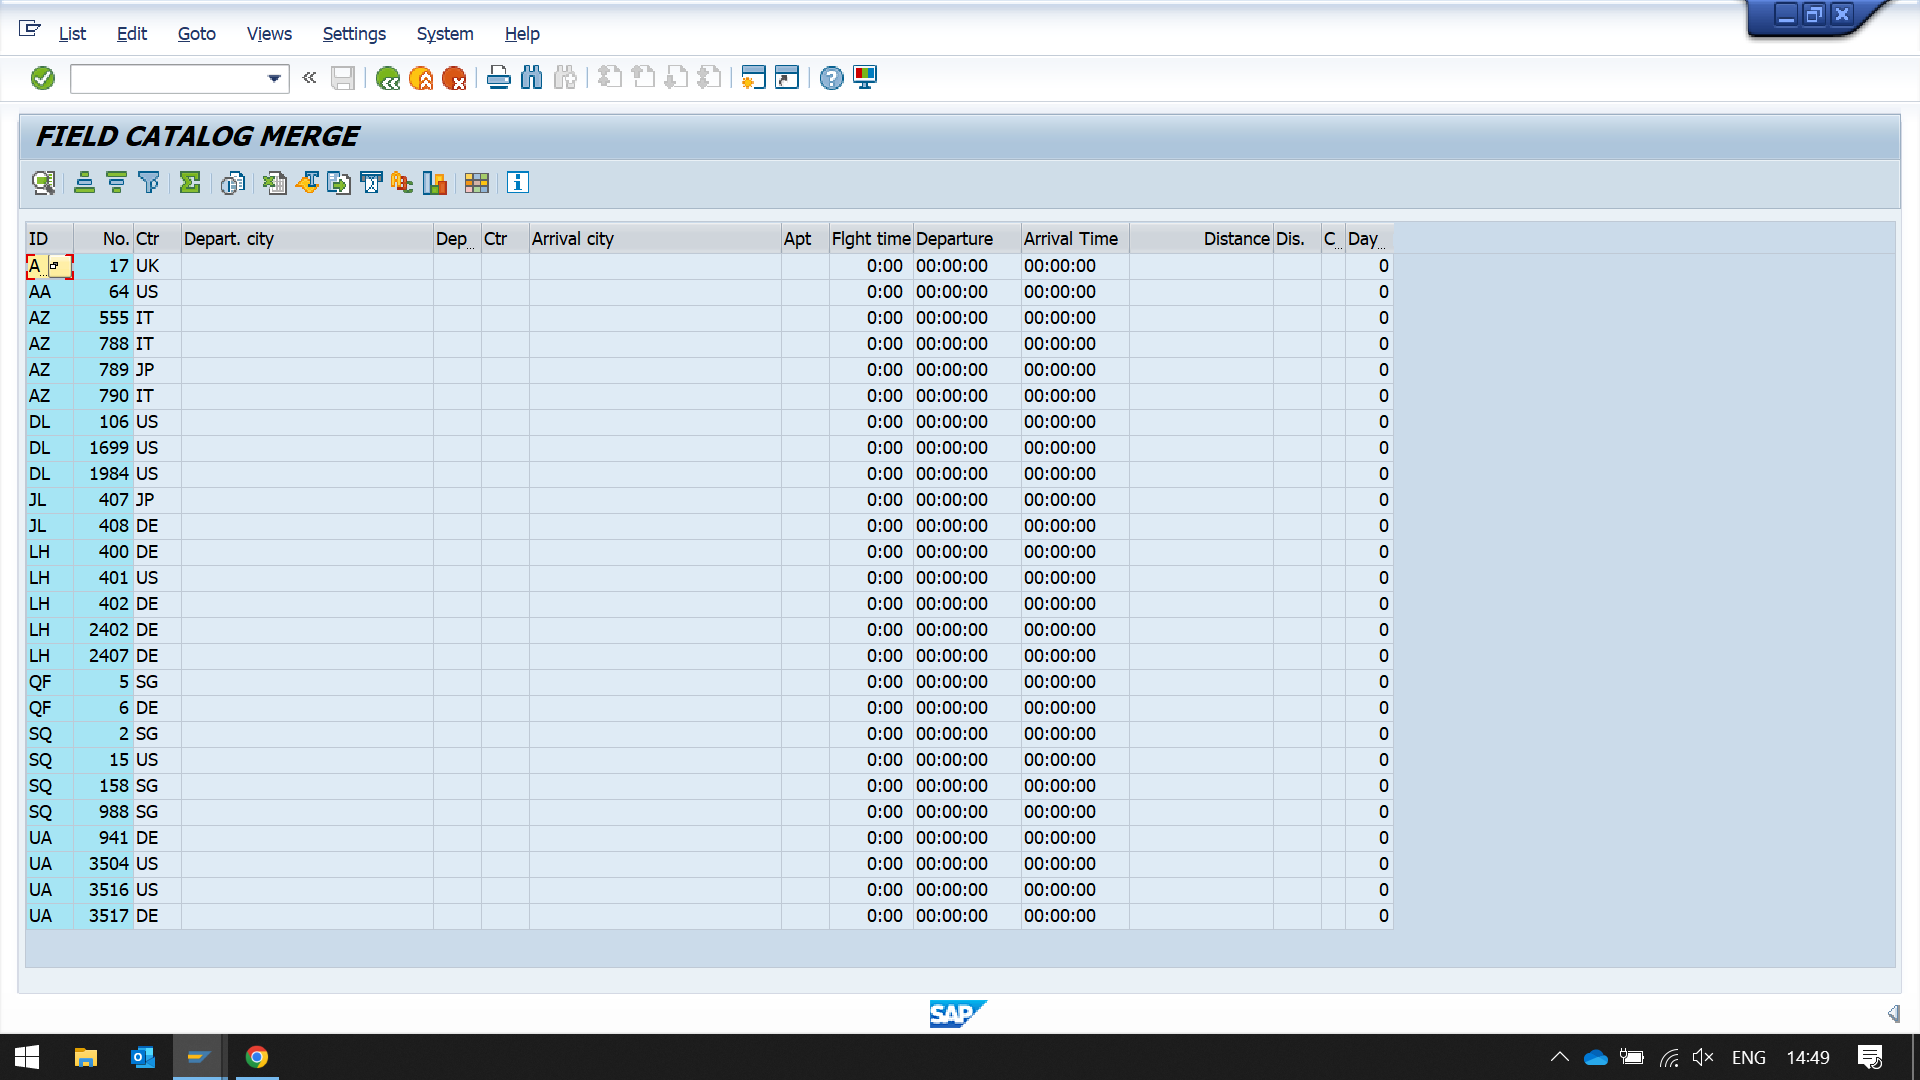 List Edit Goto Views Settings System Help
FIELD CATALOG MERGE
ID No. Ctr Depart. city Dep... Ctr Arrival city Apt Flght time Departure Arrival Time Distance Dis. C... Day...
A... 17 UK 0:00 00:00:00 00:00:00 0
AA 64 US 0:00 00:00:00 00:00:00 0
AZ 555 IT 0:00 00:00:00 00:00:00 0
AZ 788 IT 0:00 00:00:00 00:00:00 0
AZ 789 JP 0:00 00:00:00 00:00:00 0
AZ 790 IT 0:00 00:00:00 00:00:00 0
DL 106 US 0:00 00:00:00 00:00:00 0
DL 1699 US 0:00 00:00:00 00:00:00 0
DL 1984 US 0:00 00:00:00 00:00:00 0
JL 407 JP 0:00 00:00:00 00:00:00 0
JL 408 DE 0:00 00:00:00 00:00:00 0
LH 400 DE 0:00 00:00:00 00:00:00 0
LH 401 US 0:00 00:00:00 00:00:00 0
LH 402 DE 0:00 00:00:00 00:00:00 0
LH 2402 DE 0:00 00:00:00 00:00:00 0
LH 2407 DE 0:00 00:00:00 00:00:00 0
QF 5 SG 0:00 00:00:00 00:00:00 0
QF 6 DE 0:00 00:00:00 00:00:00 0
SQ 2 SG 0:00 00:00:00 00:00:00 0
SQ 15 US 0:00 00:00:00 00:00:00 0
SQ 158 SG 0:00 00:00:00 00:00:00 0
SQ 988 SG 0:00 00:00:00 00:00:00 0
UA 941 DE 0:00 00:00:00 00:00:00 0
UA 3504 US 0:00 00:00:00 00:00:00 0
UA 3516 US 0:00 00:00:00 00:00:00 0
UA 3517 DE 0:00 00:00:00 00:00:00 0
SAP
ENG 14:49